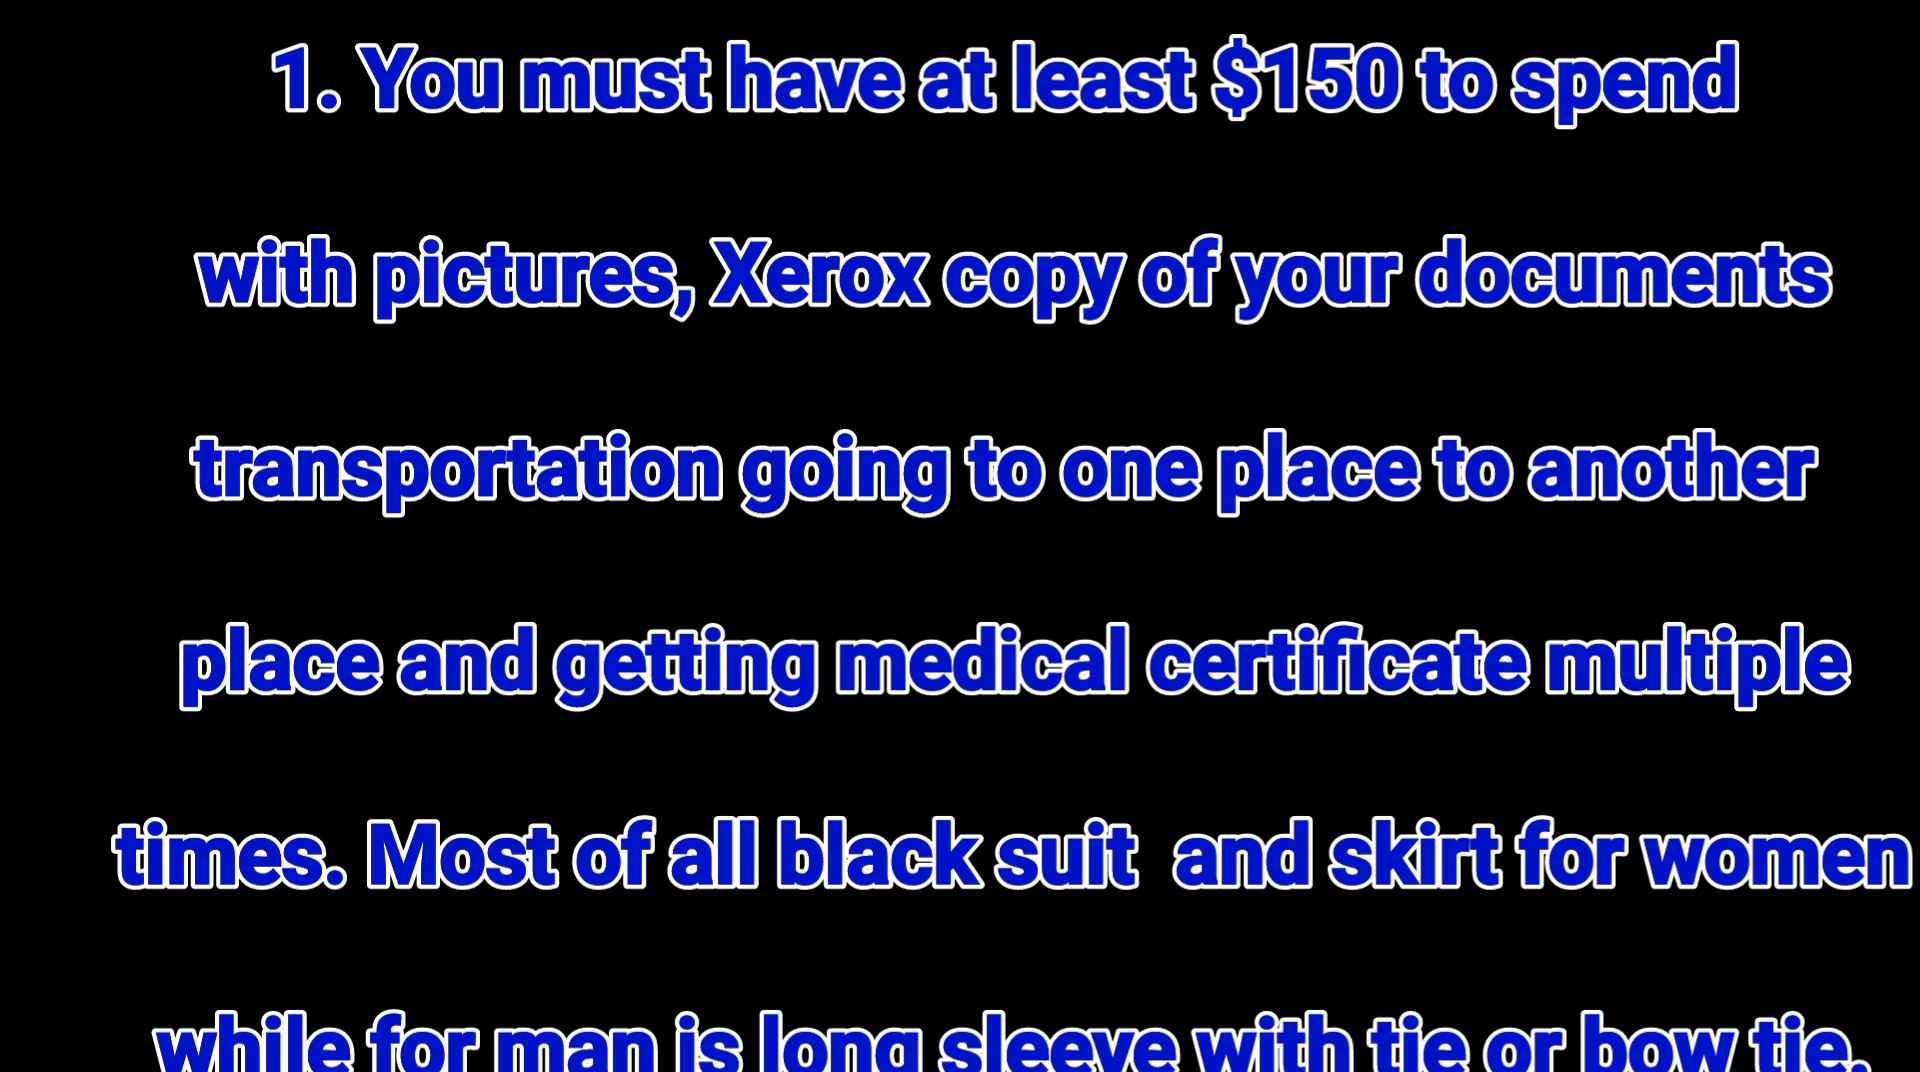 1. You must have at least $150 to spend
with pictures, Xerox copy of your documents
transportation going to one place to another
place and getting medical certificate multiple
times. Most of all black suit  and skirt for women
while for man is long sleeve with tie or bow tie.